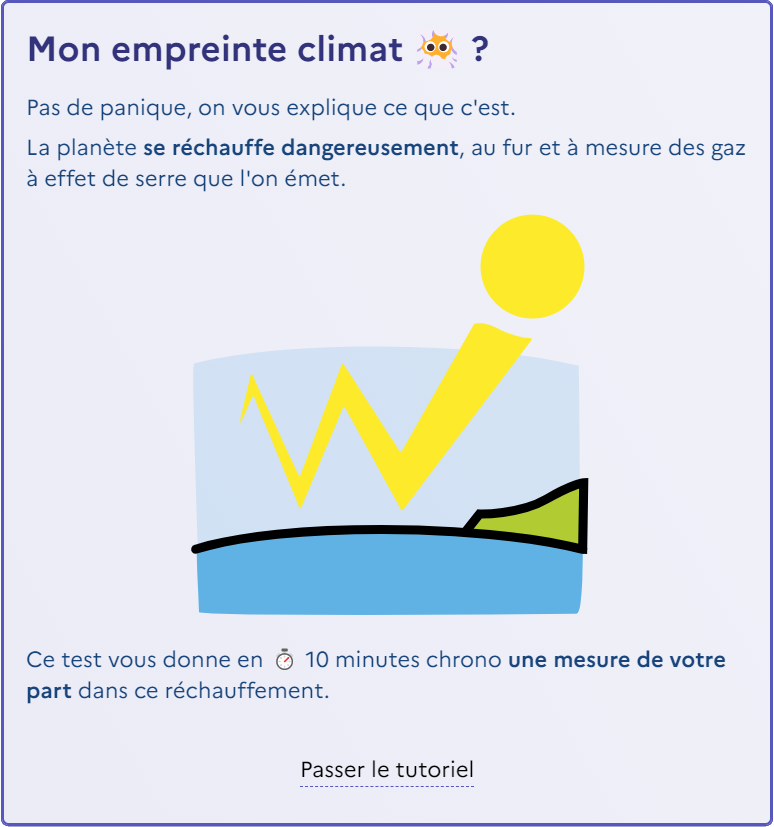 Mon empreinte climat ?
Pas de panique, on vous explique ce que c'est.
La planète se réchauffe dangereusement, au fur et à mesure des gaz
à effet de serre que l'on émet.
Ce test vous donne en ⏱ 10 minutes chrono une mesure de votre
part dans ce réchauffement.
Passer le tutoriel